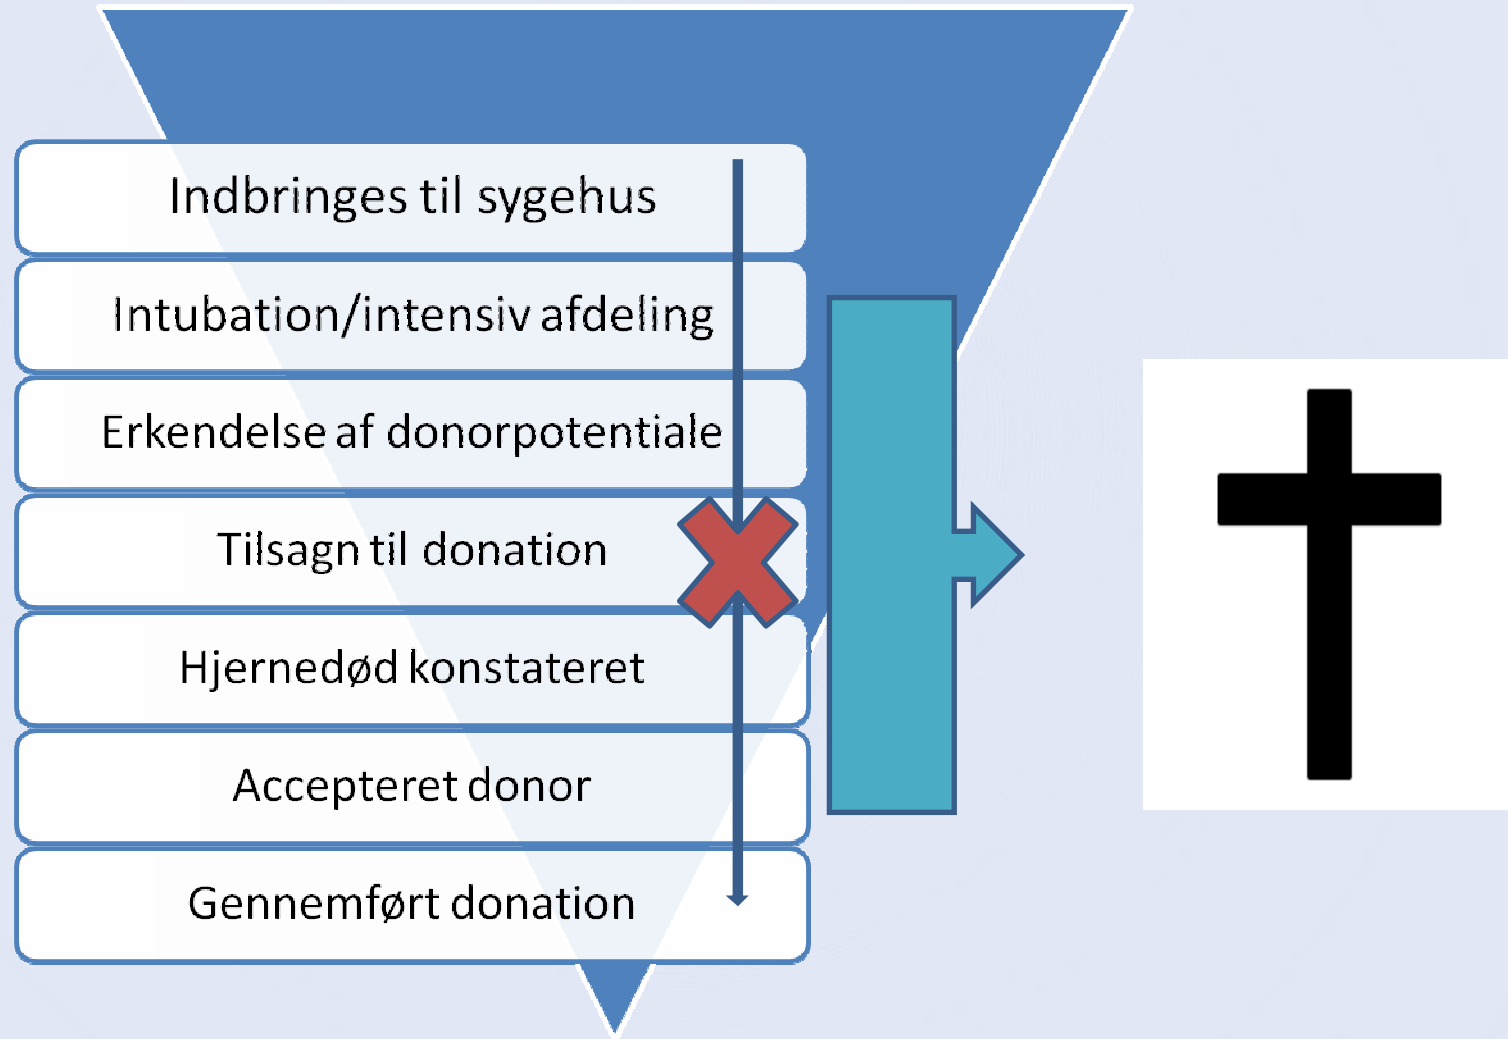 Indbringes til sygehus
Intubation/intensiv afdeling
Erkendelse af donorpotentiale
Tilsagn til donation
Hjernedød konstateret
Accepteret donor
Gennemført donation